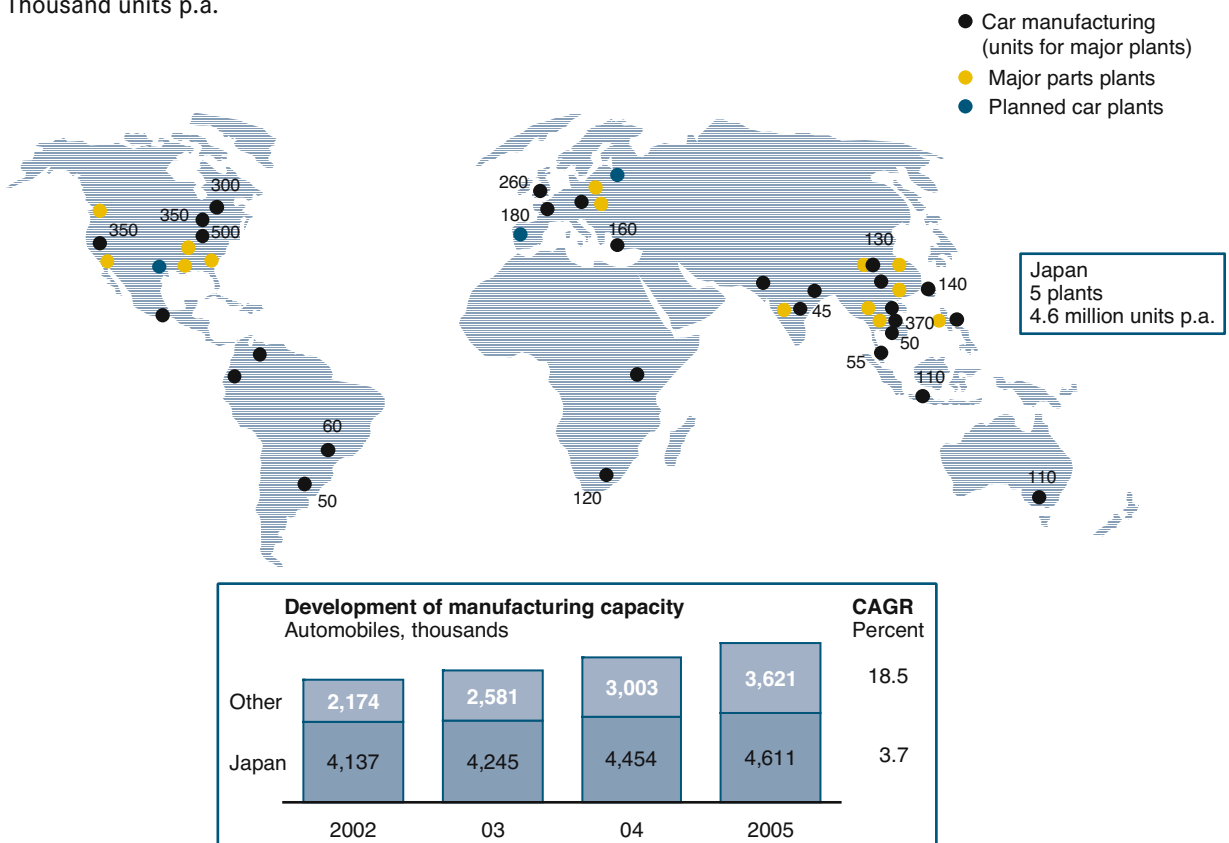 Thousand units p.a.
Car manufacturing
(units for major plants)
Major parts plants
Planned car plants
300
350
500
350
260
180
160
130
140
45
370
50
55
110
60
50
120
110
Japan
5 plants
4.6 million units p.a.
Development of manufacturing capacity
Automobiles, thousands
CAGR
Percent
Other 2,174 2,581 3,003 3,621 18.5
Japan 4,137 4,245 4,454 4,611 3.7
2002 03 04 2005